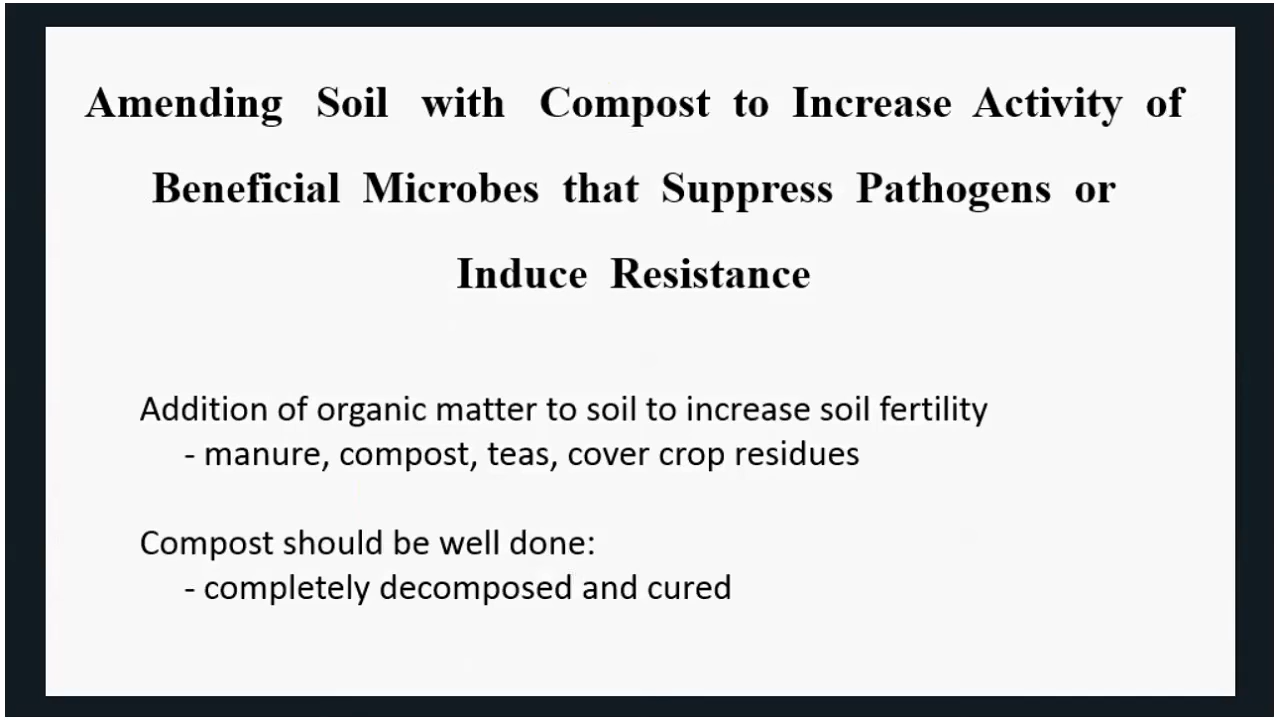 Amending Soil with Compost to Increase Activity of
Beneficial Microbes that Suppress Pathogens or
Induce Resistance
Addition of organic matter to soil to increase soil fertility
- manure, compost, teas, cover crop residues
Compost should be well done:
- completely decomposed and cured